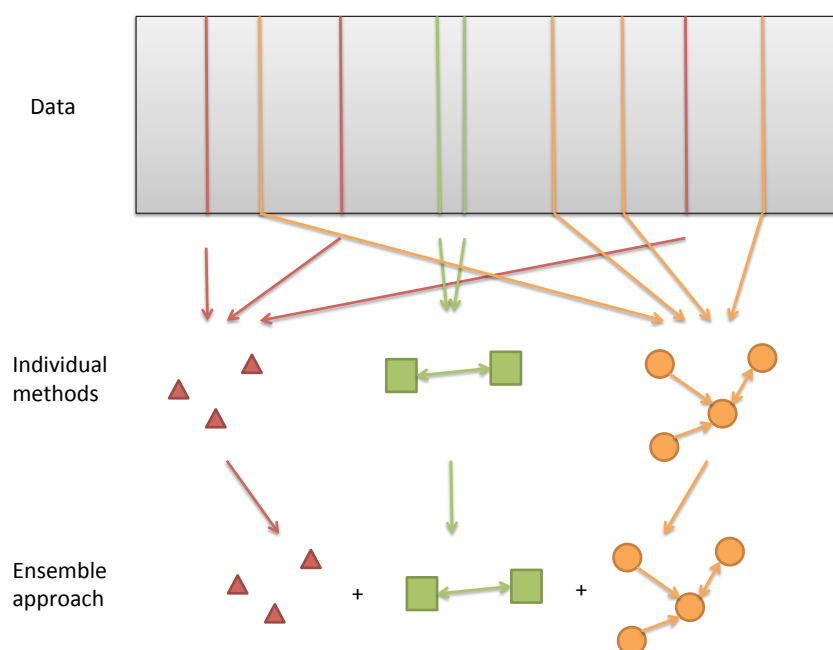 Data
Individual
methods
Ensemble
approach
+
+